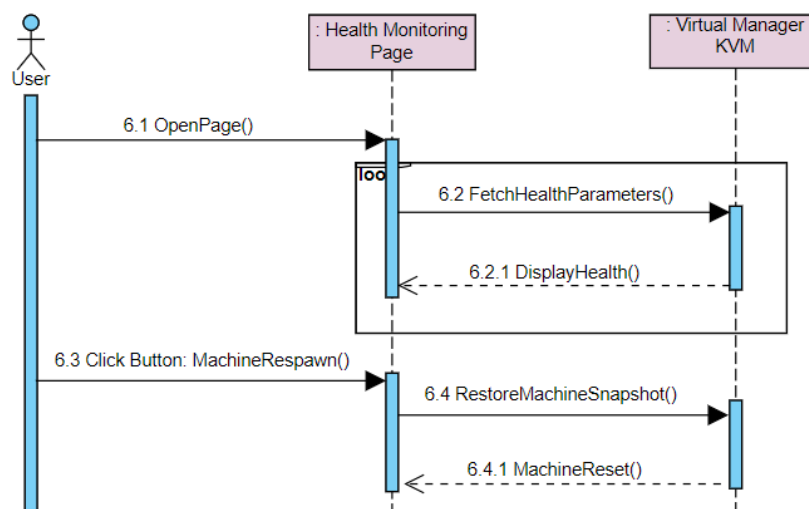 : Health Monitoring
Page
: Virtual Manager
KVM
User
6.1 OpenPage()
6.2 FetchHealthParameters()
6.2.1 DisplayHealth()
6.3 Click Button: MachineRespawn()
6.4 RestoreMachineSnapshot()
6.4.1 MachineReset()